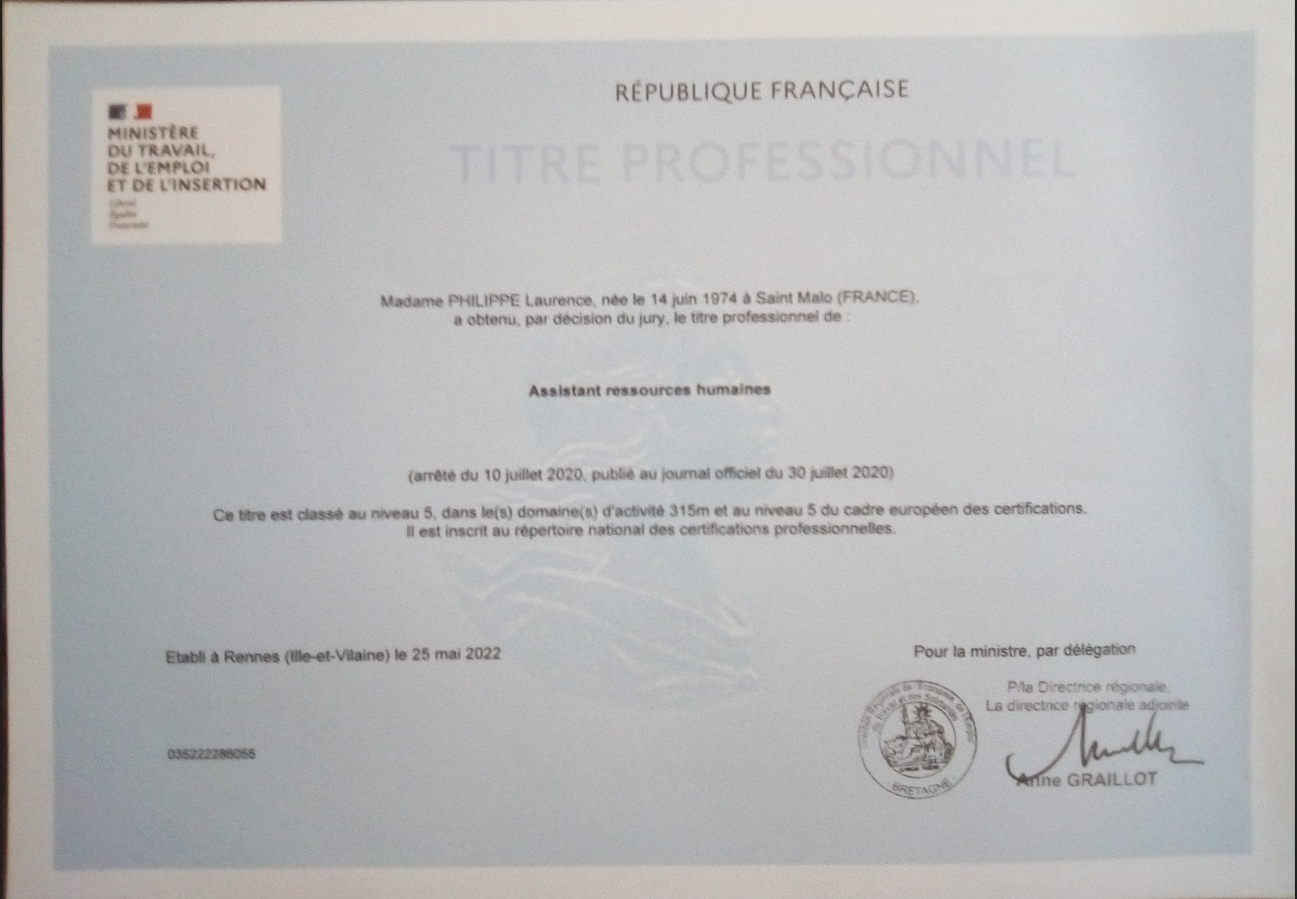 RÉPUBLIQUE FRANÇAISE
TITRE PROFESSIONNEL
MINISTÈRE
DU TRAVAIL,
DE L'EMPLOI
ET DE L'INSERTION
Liberté
Égalité
Fraternité
Madame PHILIPPE Laurence, née le 14 juin 1974 à Saint Malo (FRANCE),
a obtenu, par décision du jury, le titre professionnel de :
Assistant ressources humaines
(arrêté du 10 juillet 2020, publié au journal officiel du 30 juillet 2020)
Ce titre est classé au niveau 5, dans le(s) domaine(s) d'activité 315m et au niveau 5 du cadre européen des certifications.
Il est inscrit au répertoire national des certifications professionnelles.
Etabli à Rennes (Ille-et-Vilaine) le 25 mai 2022
Pour la ministre, par délégation
P/la Directrice régionale,
La directrice régionale adjointe
Anne GRAILLOT
BRETAGNE